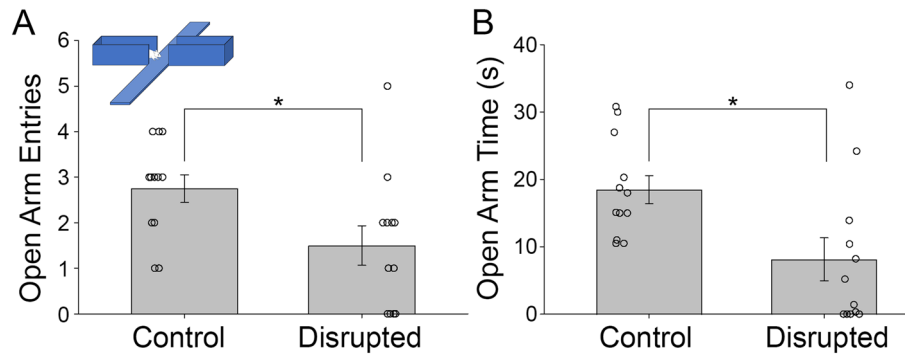 A
Open Arm Entries
6
5
4
3
2
1
0
*
Control
Disrupted
B
Open Arm Time (s)
40
30
20
10
0
*
Control
Disrupted